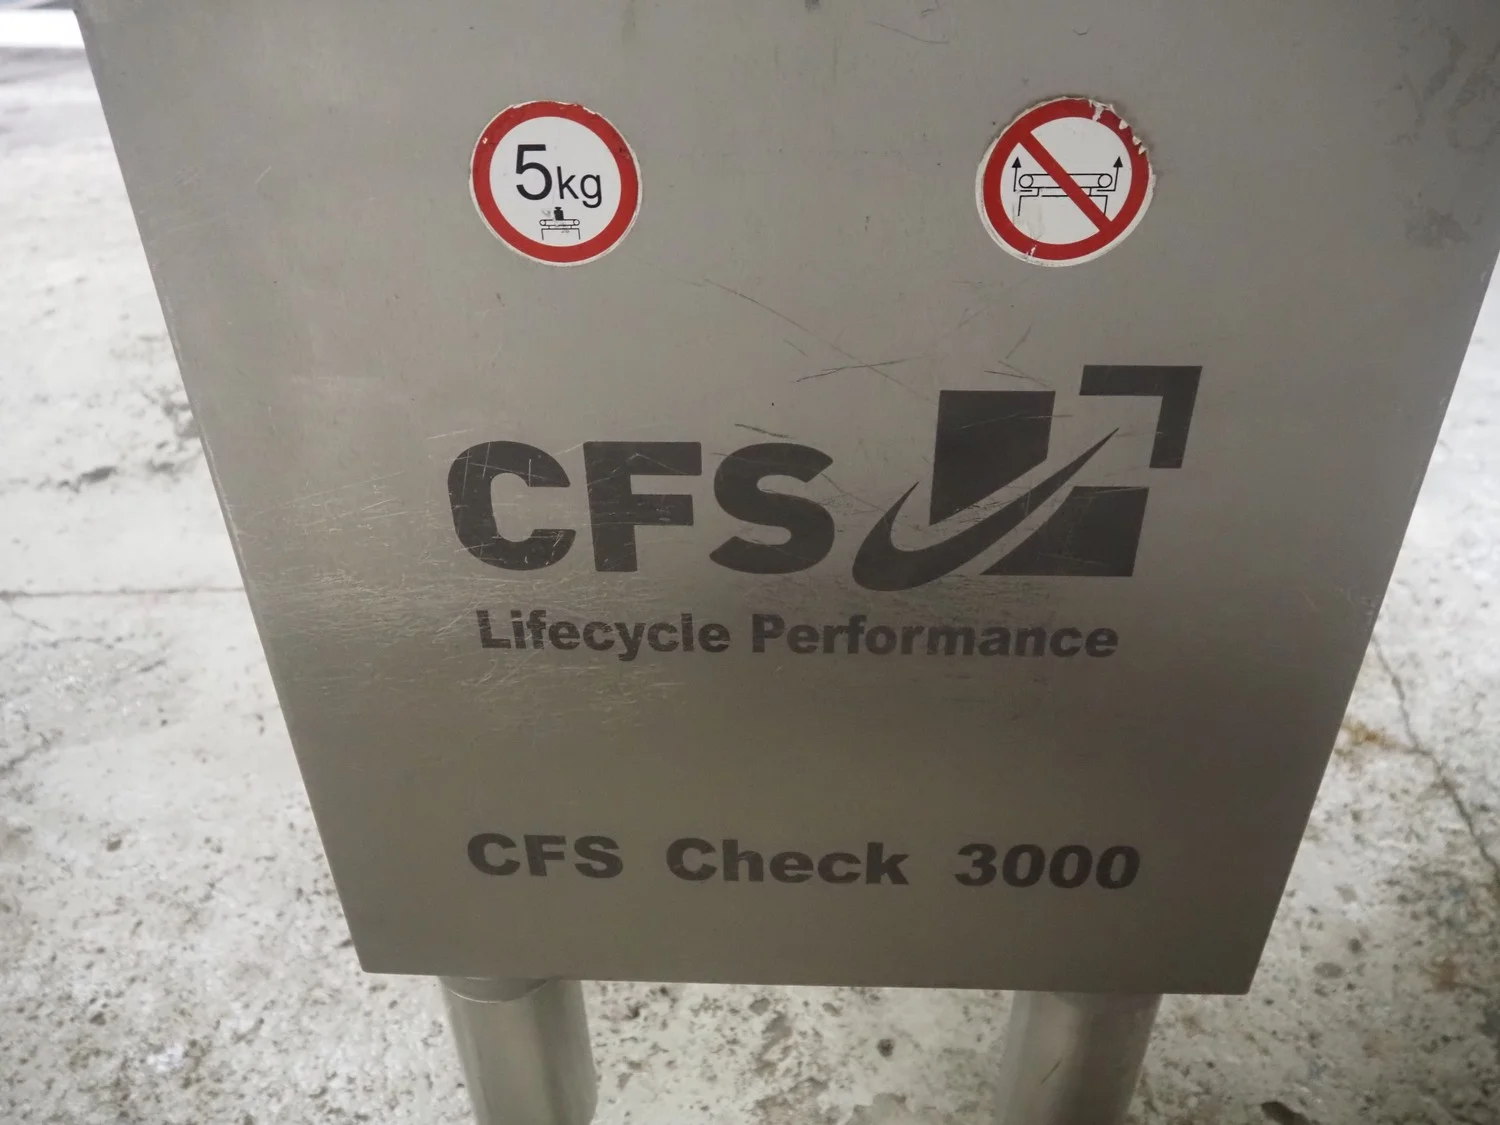 5kg
CFS
Lifecycle Performance
CFS Check 3000